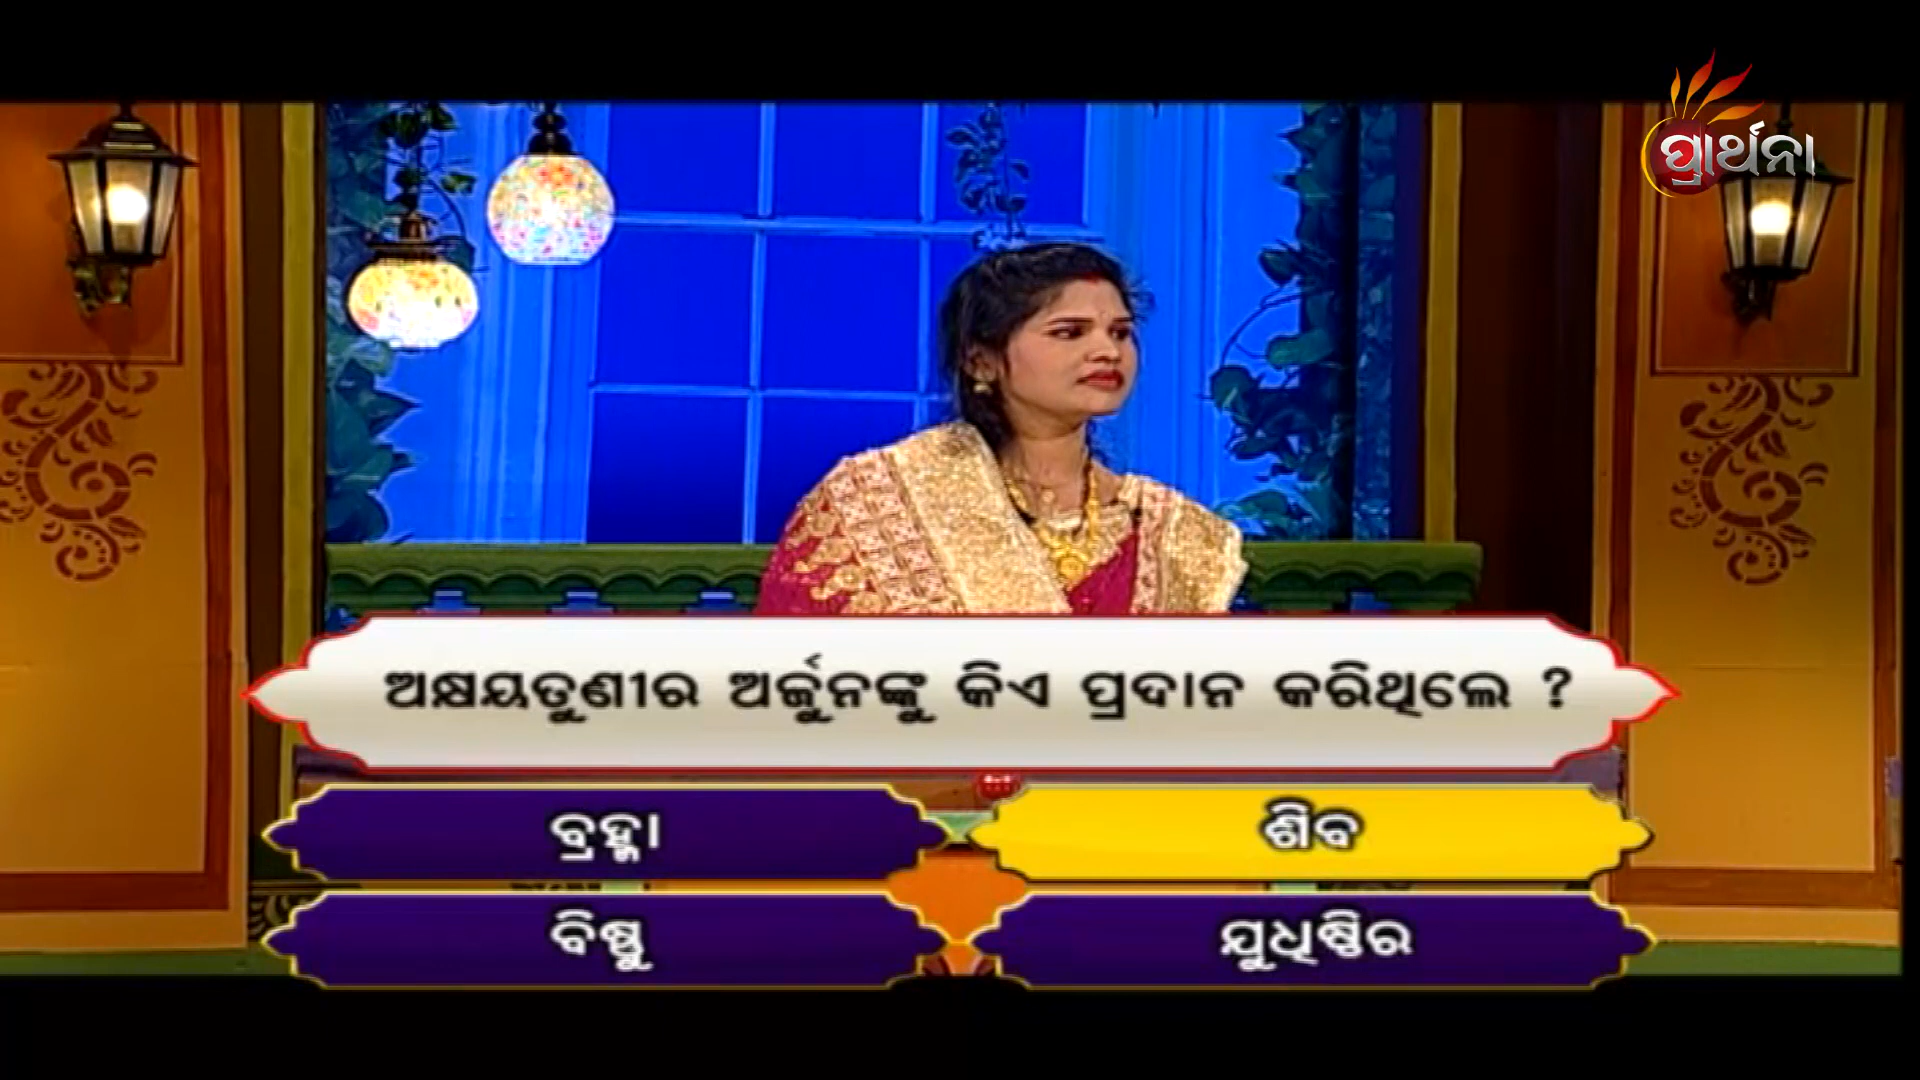 ପ୍ରାର୍ଥନା
ଅକ୍ଷୟତୁଣୀର ଅର୍ଜୁନଙ୍କୁ କିଏ ପ୍ରଦାନ କରିଥିଲେ ?
ବ୍ରହ୍ମା
ଶିବ
ବିଷ୍ଣୁ
ଯୁଧିଷ୍ଠିର